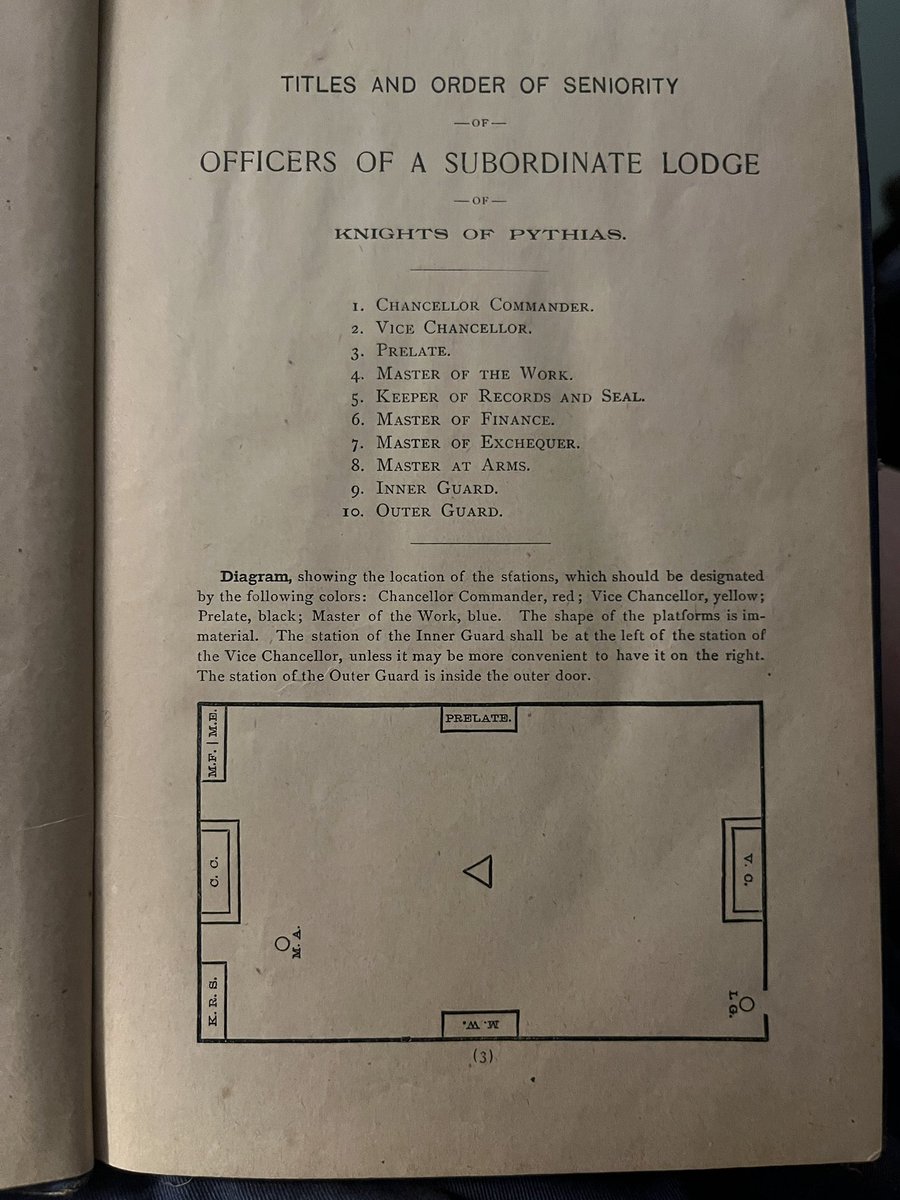 TITLES AND ORDER OF SENIORITY
—OF—
OFFICERS OF A SUBORDINATE LODGE
—OF—
KNIGHTS OF PYTHIAS.
1. CHANCELLOR COMMANDER.
2. VICE CHANCELLOR.
3. PRELATE.
4. MASTER OF THE WORK.
5. KEEPER OF RECORDS AND SEAL.
6. MASTER OF FINANCE.
7. MASTER OF EXCHEQUER.
8. MASTER AT ARMS.
9. INNER GUARD.
10. OUTER GUARD.
Diagram, showing the location of the stations, which should be designated
by the following colors: Chancellor Commander, red; Vice Chancellor, yellow;
Prelate, black; Master of the Work, blue. The shape of the platforms is im-
material. The station of the Inner Guard shall be at the left of the station of
the Vice Chancellor, unless it may be more convenient to have it on the right.
The station of the Outer Guard is inside the outer door.
M.F. | M.E.
PRELATE.
C. C.
V. C.
M. A.
K. R. S.
I. G.
M. W.
(3)